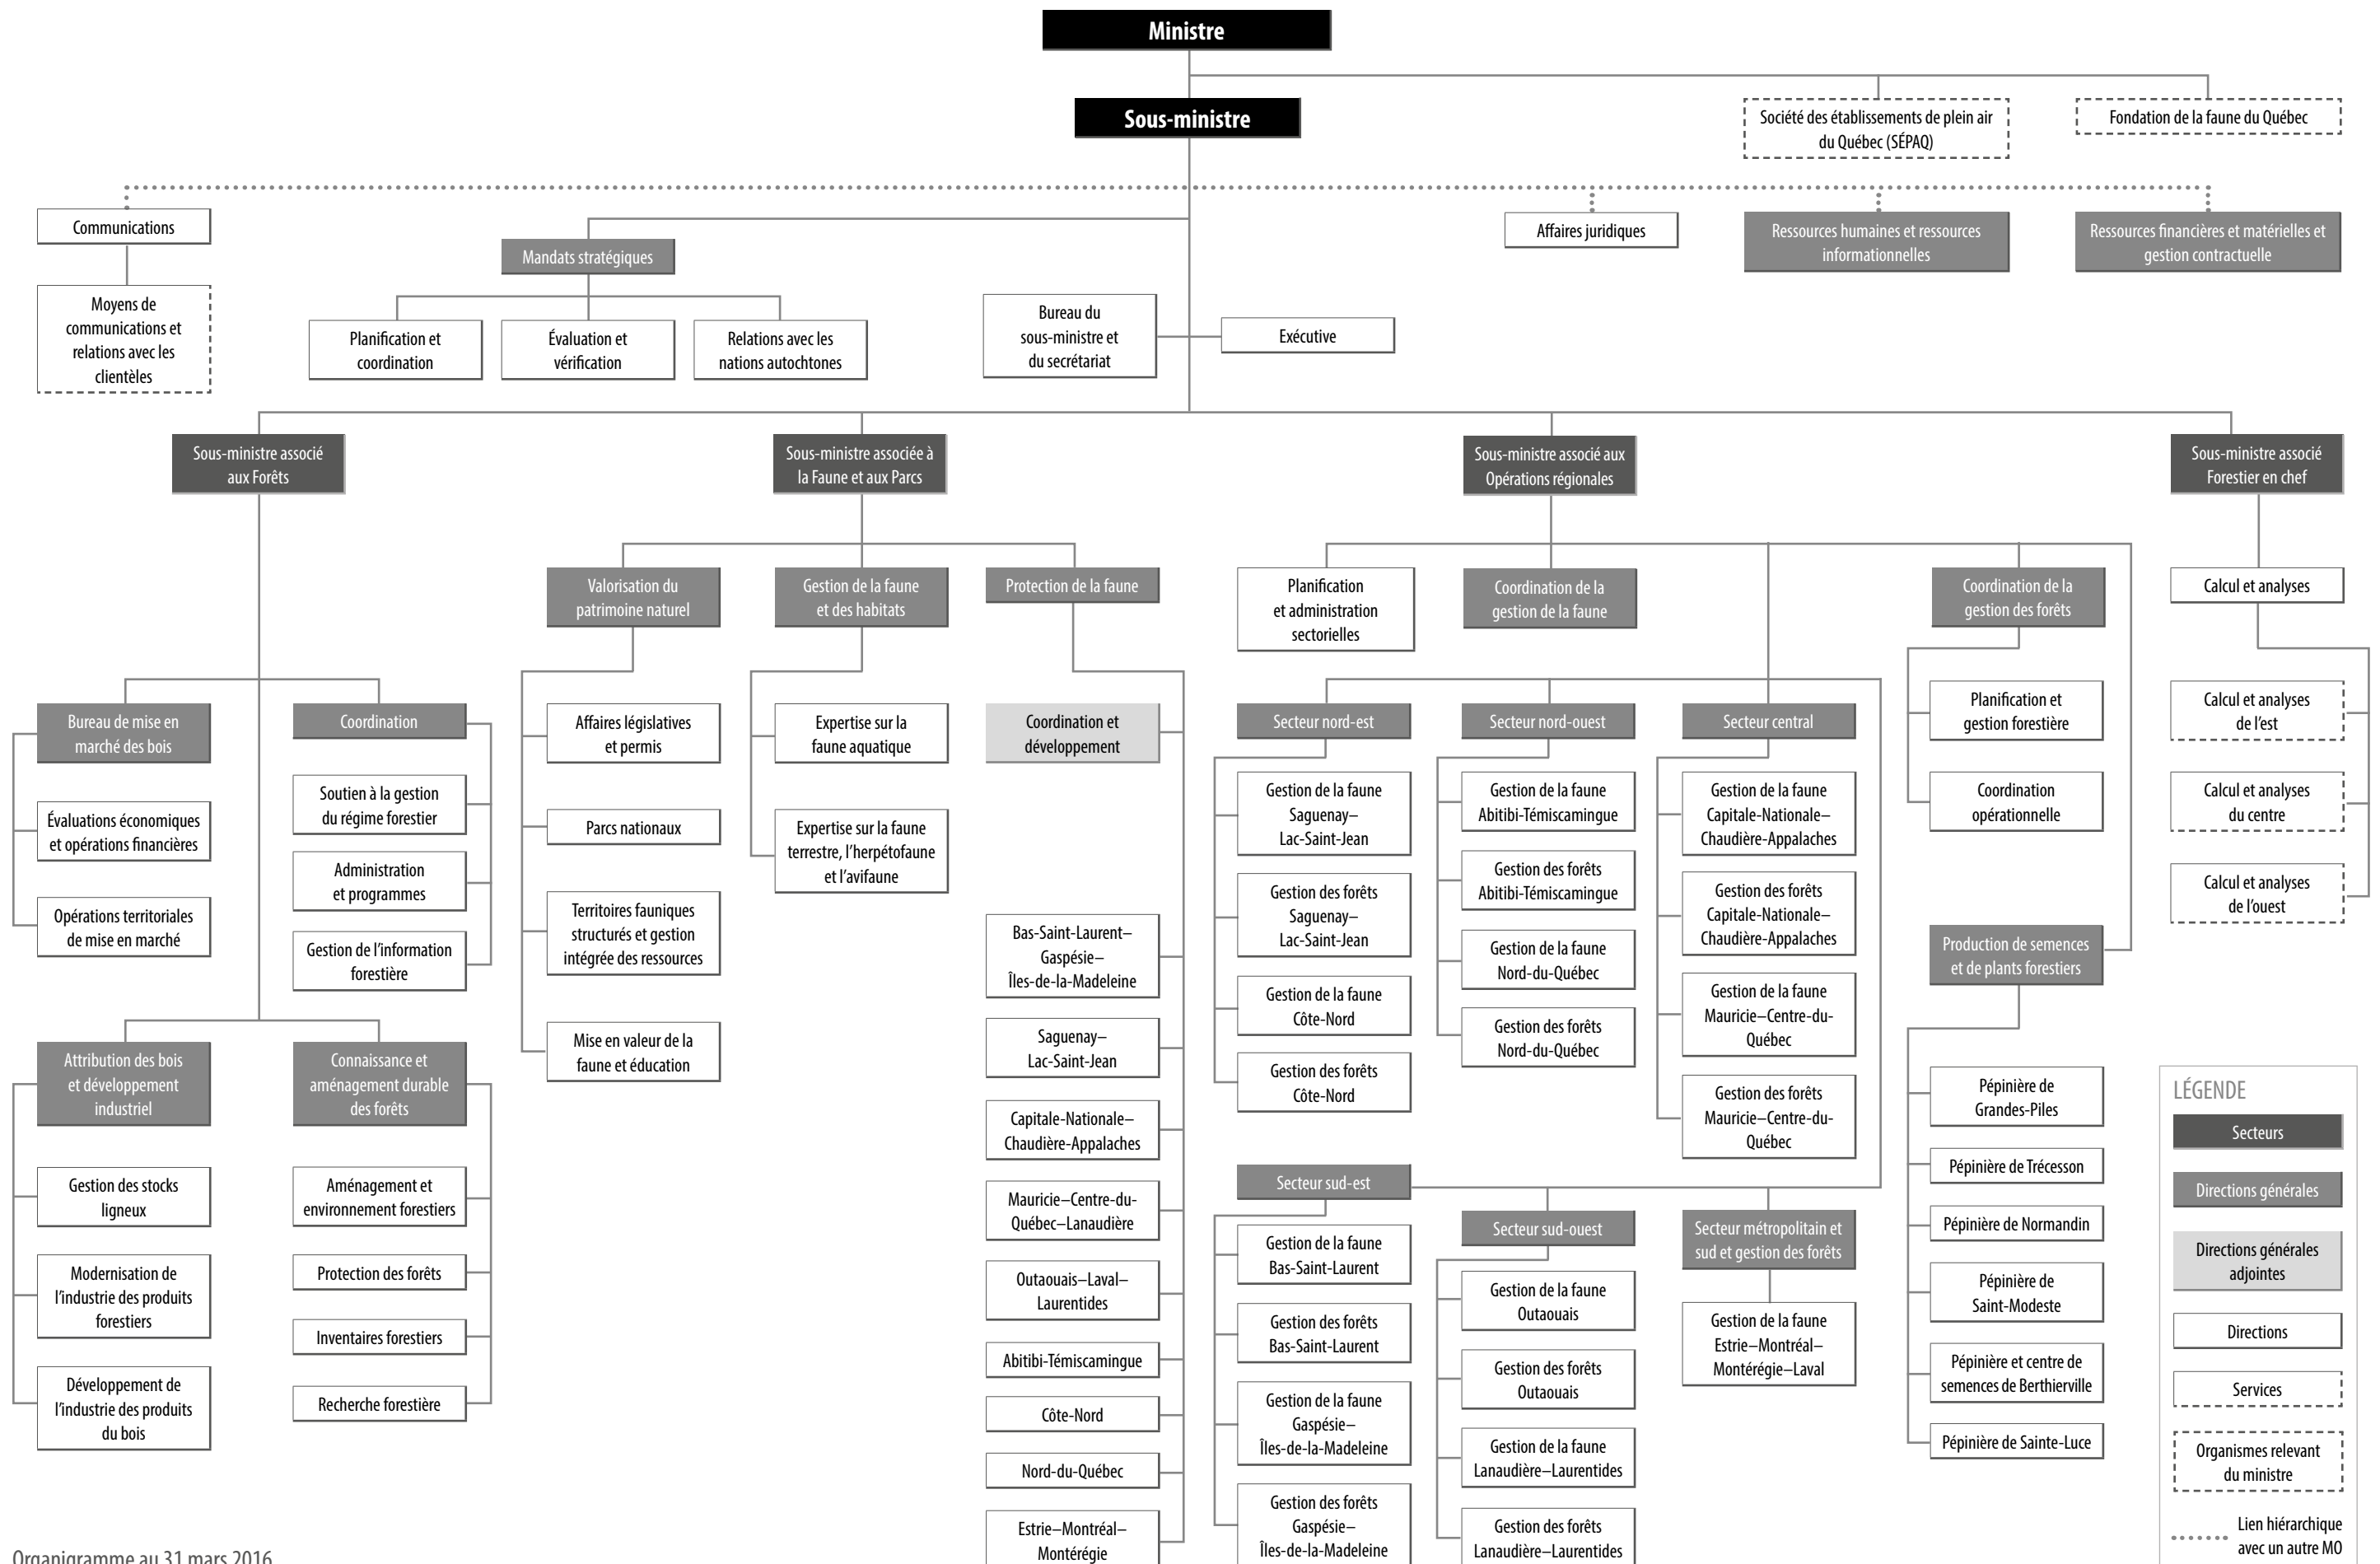 Ministre
Sous-ministre
Société des établissements de plein air
du Québec (SÉPAQ)
Fondation de la faune du Québec
Communications
Moyens de
communications et
relations avec les
clientèles
Mandats stratégiques
Planification et
coordination
Évaluation et
vérification
Relations avec les
nations autochtones
Bureau du
sous-ministre et
du secrétariat
Exécutive
Affaires juridiques
Ressources humaines et ressources
informationnelles
Ressources financières et matérielles et
gestion contractuelle
Sous-ministre associé
aux Forêts
Sous-ministre associée à
la Faune et aux Parcs
Sous-ministre associé aux
Opérations régionales
Sous-ministre associé
Forestier en chef
Bureau de mise en
marché des bois
Évaluations économiques
et opérations financières
Opérations territoriales
de mise en marché
Coordination
Soutien à la gestion
du régime forestier
Administration
et programmes
Gestion de l'information
forestière
Attribution des bois
et développement
industriel
Gestion des stocks
ligneux
Modernisation de
l'industrie des produits
forestiers
Développement de
l'industrie des produits
du bois
Connaissance et
aménagement durable
des forêts
Aménagement et
environnement forestiers
Protection des forêts
Inventaires forestiers
Recherche forestière
Valorisation du
patrimoine naturel
Affaires législatives
et permis
Parcs nationaux
Territoires fauniques
structurés et gestion
intégrée des ressources
Mise en valeur de la
faune et éducation
Gestion de la faune
et des habitats
Expertise sur la
faune aquatique
Expertise sur la faune
terrestre, l'herpétofaune
et l'avifaune
Protection de la faune
Coordination et
développement
Bas-Saint-Laurent–
Gaspésie–
Îles-de-la-Madeleine
Saguenay–
Lac-Saint-Jean
Capitale-Nationale–
Chaudière-Appalaches
Mauricie–Centre-du-
Québec–Lanaudière
Outaouais–Laval–
Laurentides
Abitibi-Témiscamingue
Côte-Nord
Nord-du-Québec
Estrie–Montréal–
Montérégie
Planification
et administration
sectorielles
Coordination de la
gestion de la faune
Secteur nord-est
Gestion de la faune
Saguenay–
Lac-Saint-Jean
Gestion des forêts
Saguenay–
Lac-Saint-Jean
Gestion de la faune
Côte-Nord
Gestion des forêts
Côte-Nord
Secteur nord-ouest
Gestion de la faune
Abitibi-Témiscamingue
Gestion des forêts
Abitibi-Témiscamingue
Gestion de la faune
Nord-du-Québec
Gestion des forêts
Nord-du-Québec
Secteur central
Gestion de la faune
Capitale-Nationale–
Chaudière-Appalaches
Gestion des forêts
Capitale-Nationale–
Chaudière-Appalaches
Gestion de la faune
Mauricie–Centre-du-
Québec
Gestion des forêts
Mauricie–Centre-du-
Québec
Secteur sud-est
Gestion de la faune
Bas-Saint-Laurent
Gestion des forêts
Bas-Saint-Laurent
Gestion de la faune
Gaspésie–
Îles-de-la-Madeleine
Gestion des forêts
Gaspésie–
Îles-de-la-Madeleine
Secteur sud-ouest
Gestion de la faune
Outaouais
Gestion des forêts
Outaouais
Gestion de la faune
Lanaudière–Laurentides
Gestion des forêts
Lanaudière–Laurentides
Secteur métropolitain et
sud et gestion des forêts
Gestion de la faune
Estrie–Montréal–
Montérégie–Laval
Coordination de la
gestion des forêts
Planification et
gestion forestière
Coordination
opérationnelle
Production de semences
et de plants forestiers
Pépinière de
Grandes-Piles
Pépinière de Trécesson
Pépinière de Normandin
Pépinière de
Saint-Modeste
Pépinière et centre de
semences de Berthierville
Pépinière de Sainte-Luce
Calcul et analyses
Calcul et analyses
de l'est
Calcul et analyses
du centre
Calcul et analyses
de l'ouest
LÉGENDE
Secteurs
Directions générales
Directions générales
adjointes
Directions
Services
Organismes relevant
du ministre
Lien hiérarchique
avec un autre MO
Organigramme au 31 mars 2016